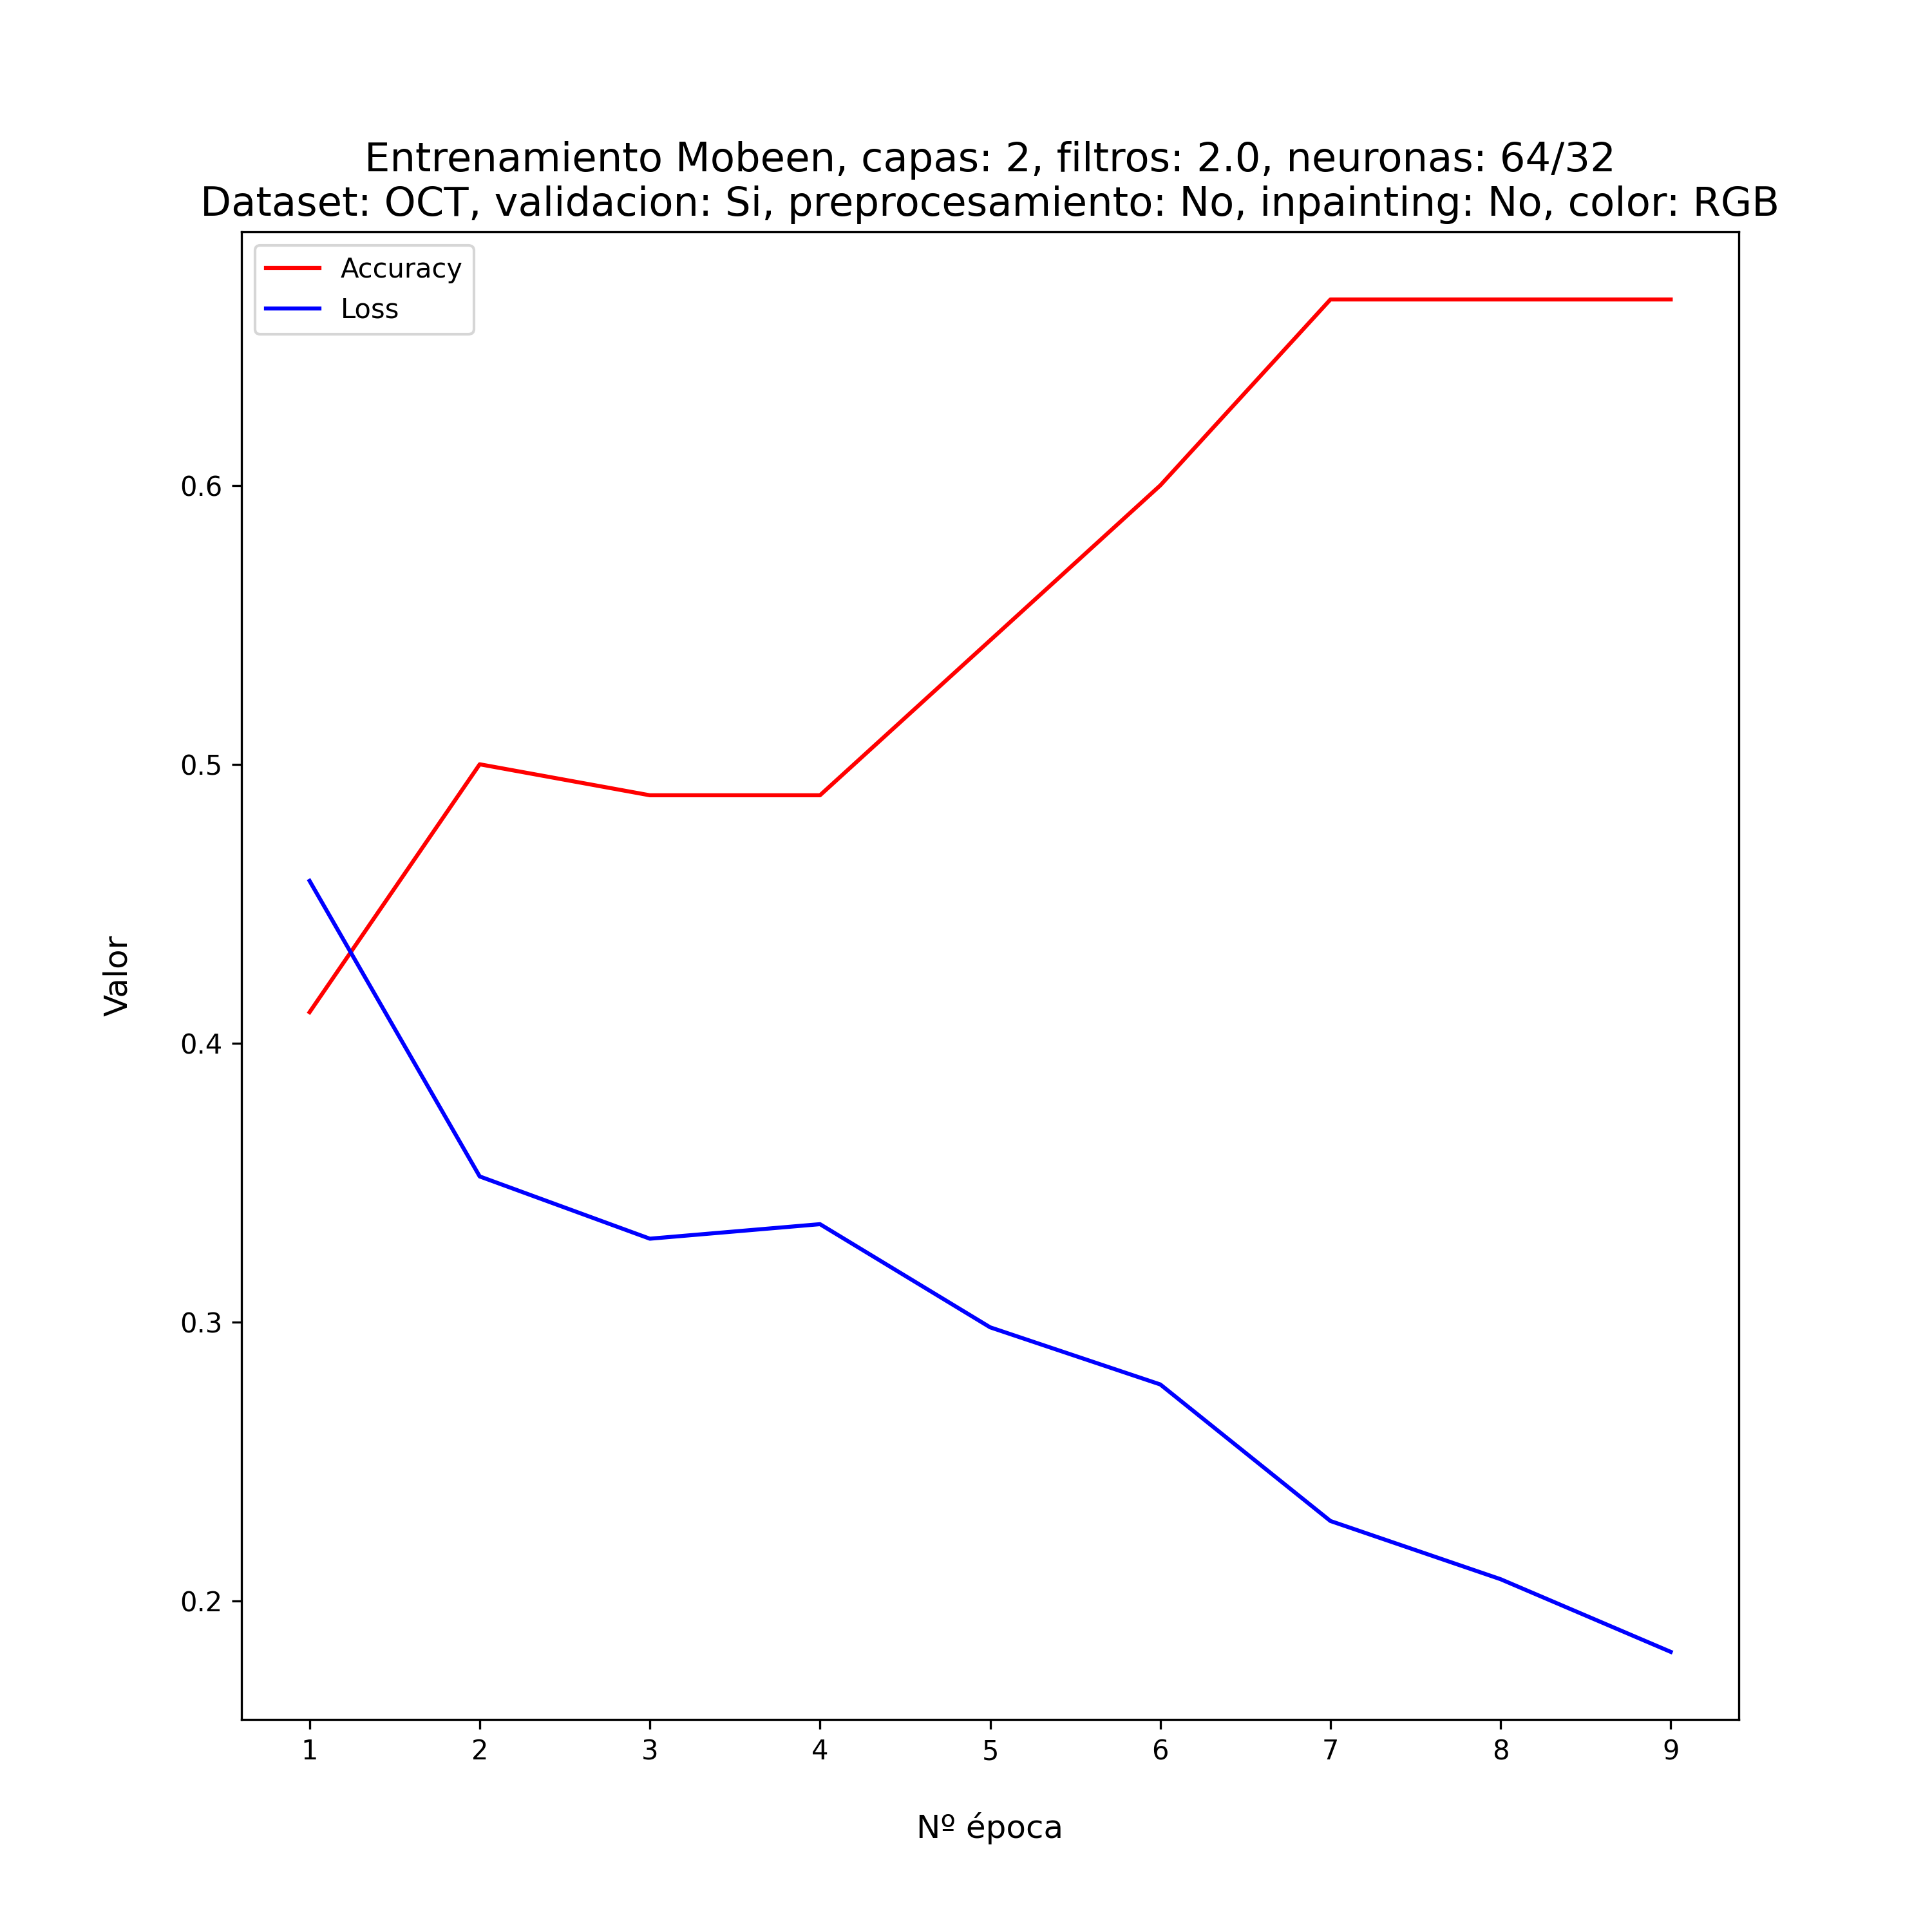 Entrenamiento Mobeen, capas: 2, filtros: 2.0, neuronas: 64/32
Dataset: OCT, validacion: Si, preprocesamiento: No, inpainting: No, color: RGB
Accuracy
Loss
0.6
0.5
0.4
0.3
0.2
Valor
1 2 3 4 5 6 7 8 9
Nº época